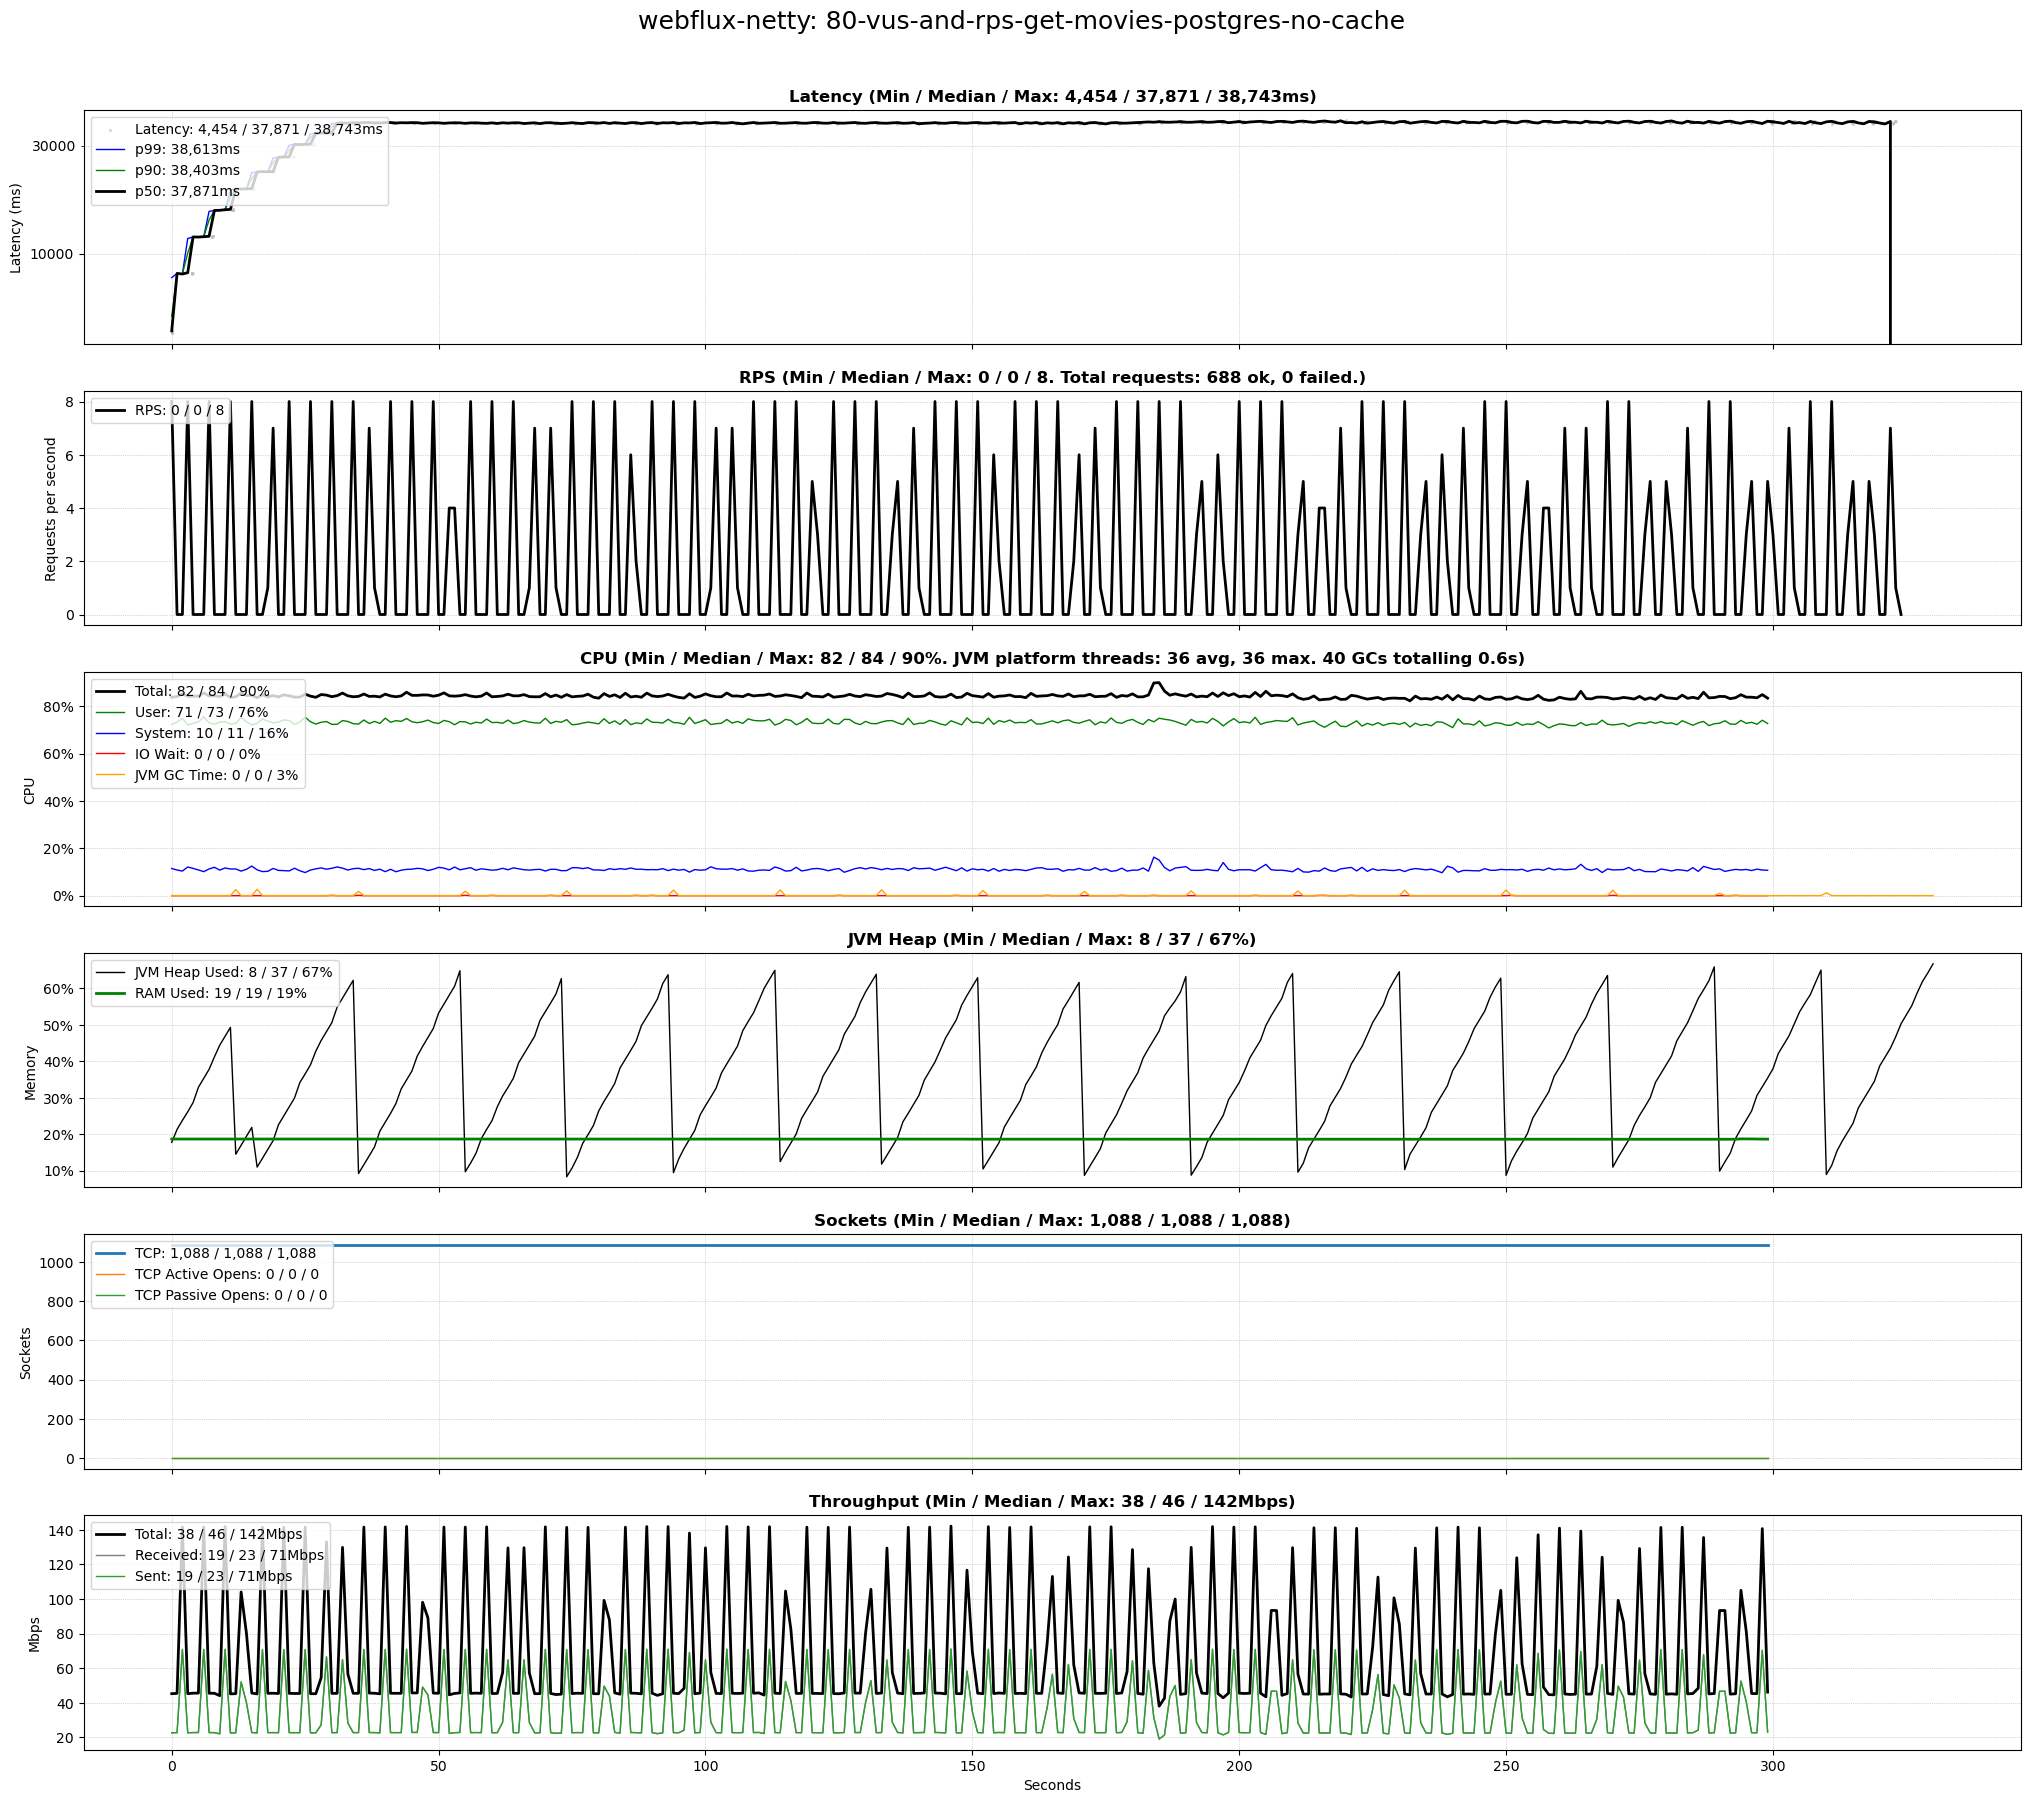 webflux-netty: 80-vus-and-rps-get-movies-postgres-no-cache
Latency (Min / Median / Max: 4,454 / 37,871 / 38,743ms)
Latency: 4,454 / 37,871 / 38,743ms
p99: 38,613ms
p90: 38,403ms
p50: 37,871ms
30000
10000
Latency (ms)
RPS (Min / Median / Max: 0 / 0 / 8. Total requests: 688 ok, 0 failed.)
RPS: 0 / 0 / 8
8
6
4
2
0
Requests per second
CPU (Min / Median / Max: 82 / 84 / 90%. JVM platform threads: 36 avg, 36 max. 40 GCs totalling 0.6s)
Total: 82 / 84 / 90%
User: 71 / 73 / 76%
System: 10 / 11 / 16%
IO Wait: 0 / 0 / 0%
JVM GC Time: 0 / 0 / 3%
80%
60%
40%
20%
0%
CPU
JVM Heap (Min / Median / Max: 8 / 37 / 67%)
JVM Heap Used: 8 / 37 / 67%
RAM Used: 19 / 19 / 19%
60%
50%
40%
30%
20%
10%
Memory
Sockets (Min / Median / Max: 1,088 / 1,088 / 1,088)
TCP: 1,088 / 1,088 / 1,088
TCP Active Opens: 0 / 0 / 0
TCP Passive Opens: 0 / 0 / 0
1000
800
600
400
200
0
Sockets
Throughput (Min / Median / Max: 38 / 46 / 142Mbps)
Total: 38 / 46 / 142Mbps
Received: 19 / 23 / 71Mbps
Sent: 19 / 23 / 71Mbps
140
120
100
80
60
40
20
Mbps
0
50
100
150
200
250
300
Seconds